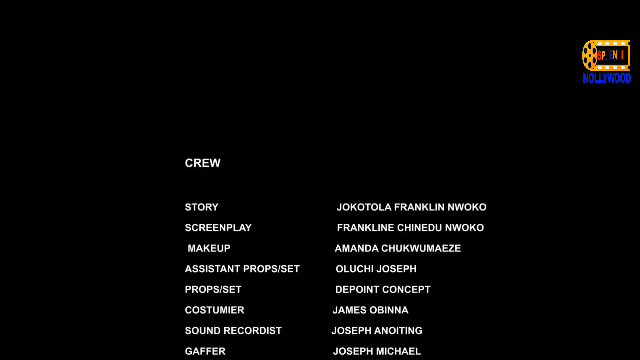 NOLLYWOOD
CREW
STORY JOKOTOLA FRANKLIN NWOKO
SCREENPLAY FRANKLINE CHINEDU NWOKO
MAKEUP AMANDA CHUKWUMAEZE
ASSISTANT PROPS/SET OLUCHI JOSEPH
PROPS/SET DEPOINT CONCEPT
COSTUMIER JAMES OBINNA
SOUND RECORDIST JOSEPH ANOITING
GAFFER JOSEPH MICHAEL